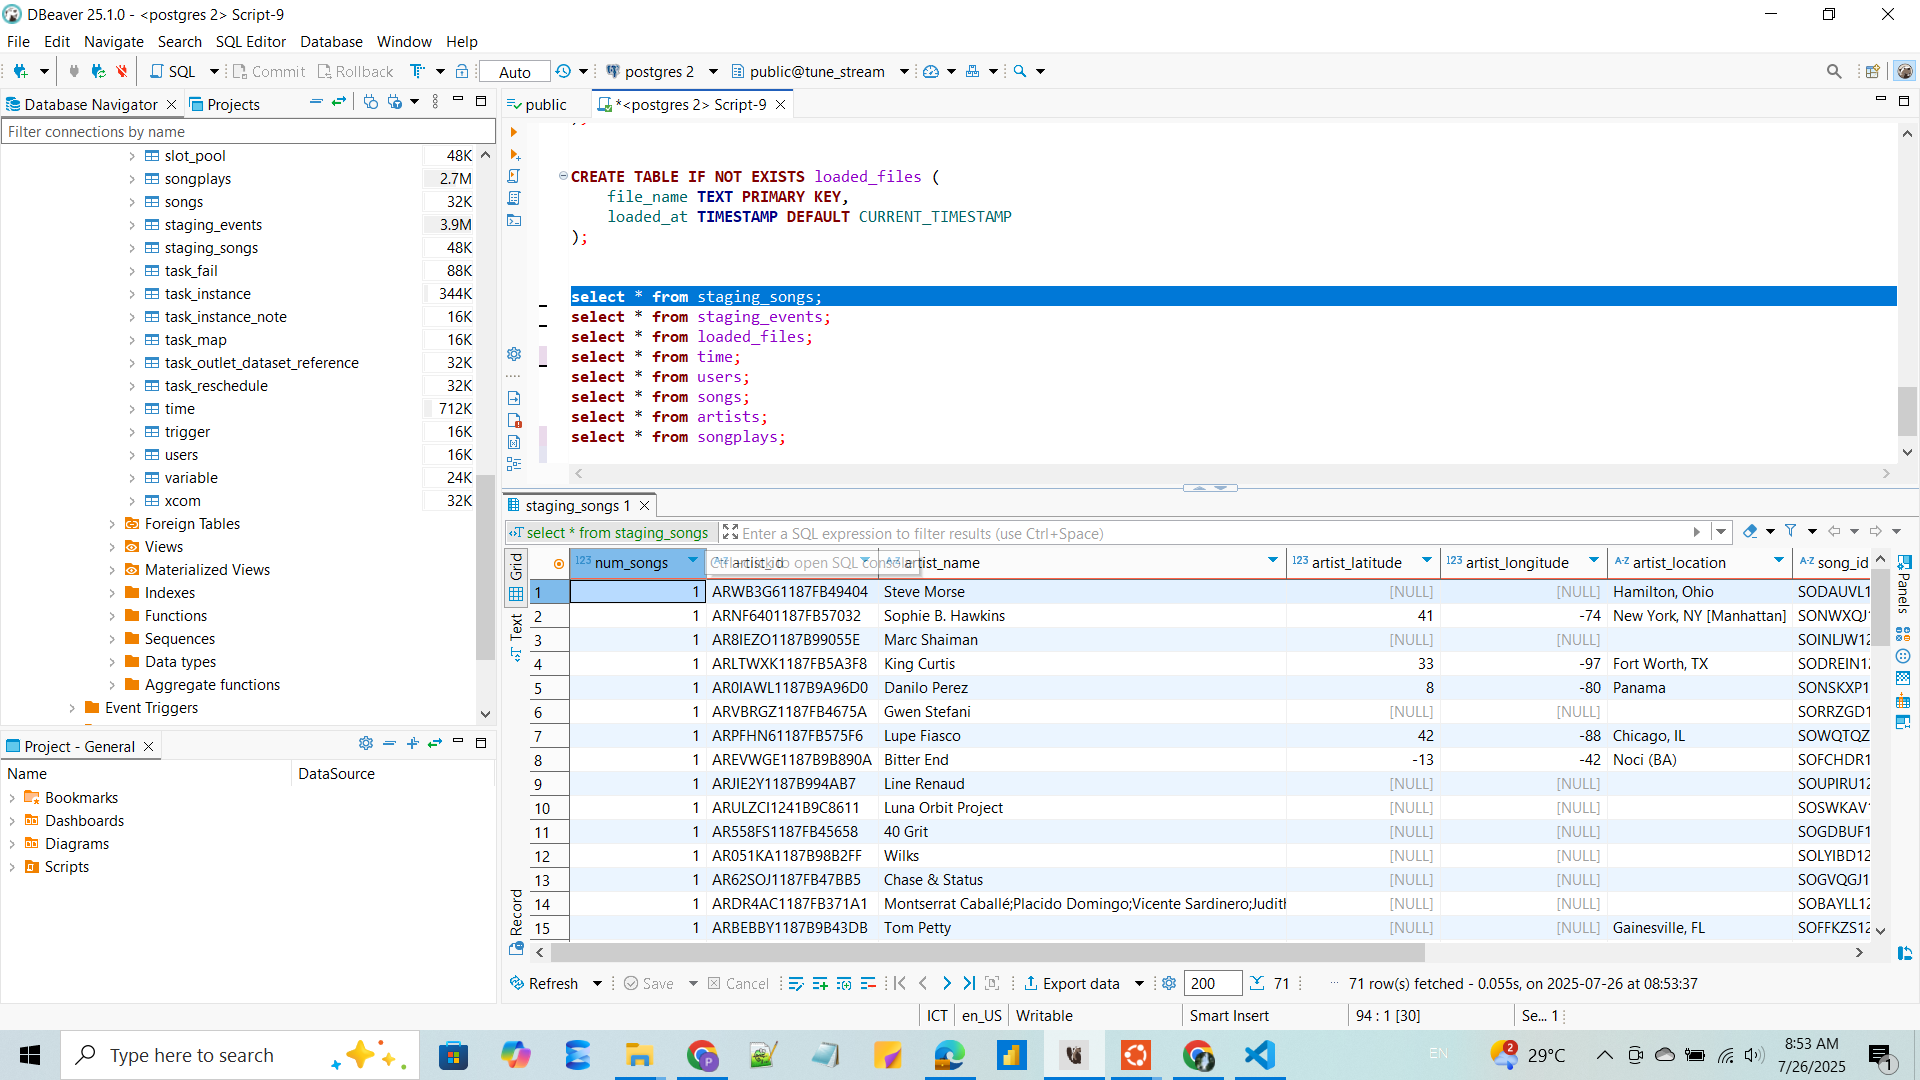 DBeaver 25.1.0 - <postgres 2> Script-9
File Edit Navigate Search SQL Editor Database Window Help
SQL Commit Rollback Auto postgres 2 public@tune_stream
Database Navigator Projects
Filter connections by name
slot_pool 48K
songplays 2.7M
songs 32K
staging_events 3.9M
staging_songs 48K
task_fail 88K
task_instance 344K
task_instance_note 16K
task_map 16K
task_outlet_dataset_reference 32K
task_reschedule 32K
time 712K
trigger 16K
users 16K
variable 24K
xcom 32K
Foreign Tables
Views
Materialized Views
Indexes
Functions
Sequences
Data types
Aggregate functions
Event Triggers
Project - General
Name DataSource
Bookmarks
Dashboards
Diagrams
Scripts
public *<postgres 2> Script-9
CREATE TABLE IF NOT EXISTS loaded_files (
file_name TEXT PRIMARY KEY,
loaded_at TIMESTAMP DEFAULT CURRENT_TIMESTAMP
);
select * from staging_songs;
select * from staging_events;
select * from loaded_files;
select * from time;
select * from users;
select * from songs;
select * from artists;
select * from songplays;
staging_songs 1
select * from staging_songs Enter a SQL expression to filter results (use Ctrl+Space)
Grid
Text
Record
Panels
123 num_songs artist_id artist_name 123 artist_latitude 123 artist_longitude A-Z artist_location A-Z song_id
1 1 ARWB3G61187FB49404 Steve Morse [NULL] [NULL] Hamilton, Ohio SODAUVL1
2 1 ARNF6401187FB57032 Sophie B. Hawkins 41 -74 New York, NY [Manhattan] SONWXQJ1
3 1 AR8IEZO1187B99055E Marc Shaiman [NULL] [NULL] SOINLJW12
4 1 ARLTWXK1187FB5A3F8 King Curtis 33 -97 Fort Worth, TX SODREIN12
5 1 AR0IAWL1187B9A96D0 Danilo Perez 8 -80 Panama SONSKXP1
6 1 ARVBRGZ1187FB4675A Gwen Stefani [NULL] [NULL] SORRZGD1
7 1 ARPFHN61187FB575F6 Lupe Fiasco 42 -88 Chicago, IL SOWQTQZ
8 1 AREVWGE1187B9B890A Bitter End -13 -42 Noci (BA) SOFCHDR1
9 1 ARJIE2Y1187B994AB7 Line Renaud [NULL] [NULL] SOUPIRU12
10 1 ARULZCI1241B9C8611 Luna Orbit Project [NULL] [NULL] SOSWKAV1
11 1 AR558FS1187FB45658 40 Grit [NULL] [NULL] SOGDBUF1
12 1 AR051KA1187B98B2FF Wilks [NULL] [NULL] SOLYIBD12
13 1 AR62SOJ1187FB47BB5 Chase & Status [NULL] [NULL] SOGVQGJ1
14 1 ARDR4AC1187FB371A1 Montserrat Caballé;Placido Domingo;Vicente Sardinero;Judith [NULL] [NULL] SOBAYLL12
15 1 ARBEBBY1187B9B43DB Tom Petty [NULL] [NULL] Gainesville, FL SOFFKZS12
Refresh Save Cancel Export data 200 71 71 row(s) fetched - 0.055s, on 2025-07-26 at 08:53:37
ICT en_US Writable Smart Insert 94 : 1 [30] Se... 1
Type here to search EN 2 29°C 8:53 AM
7/26/2025 1